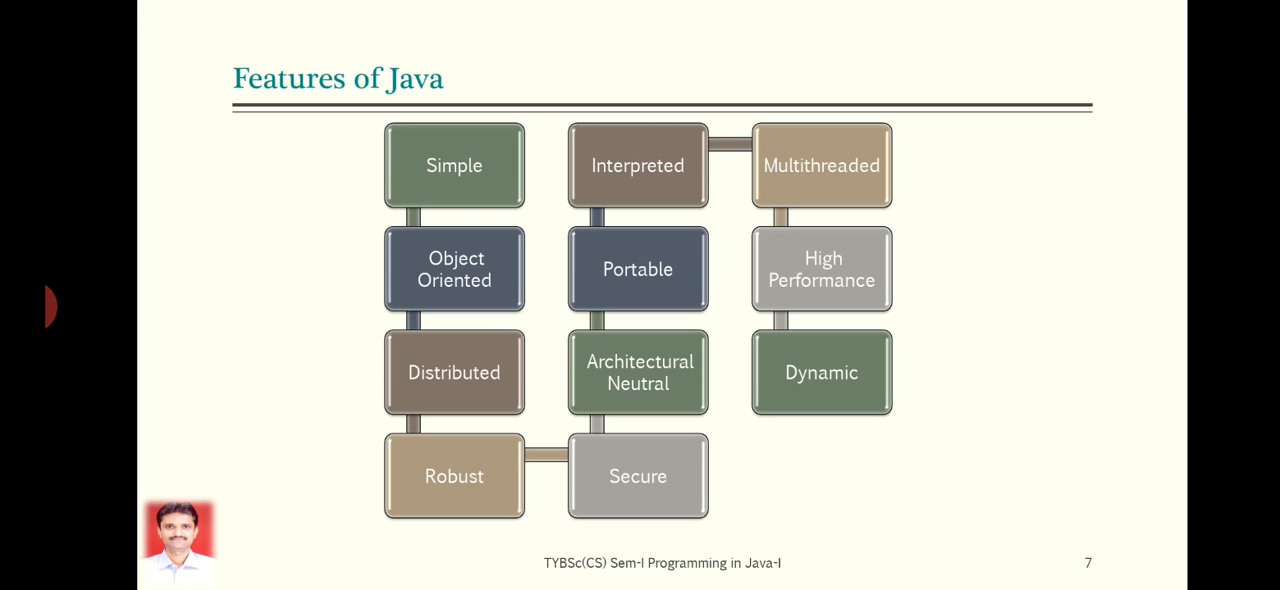 Features of Java
Simple
Object
Oriented
Distributed
Robust
Secure
Architectural
Neutral
Portable
Interpreted
Multithreaded
High
Performance
Dynamic
TYBSc(CS) Sem-I Programming in Java-I
7